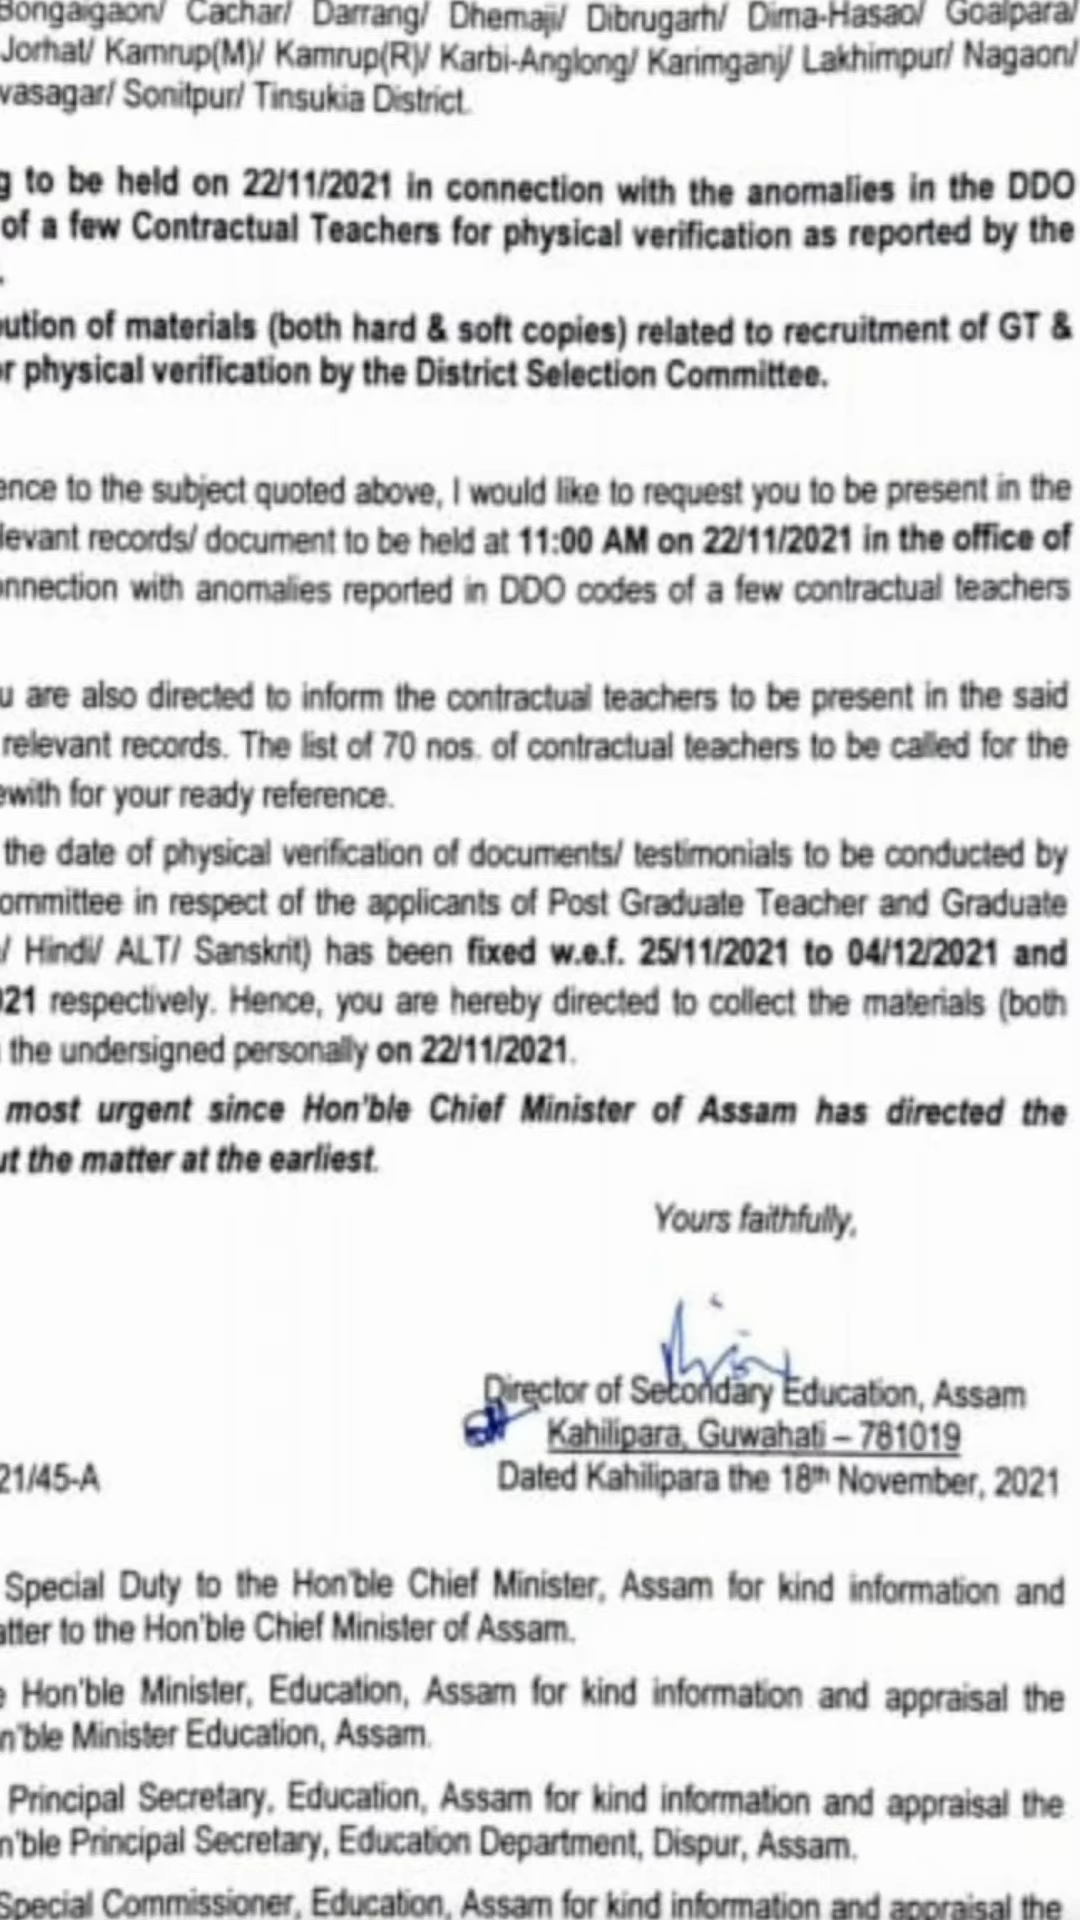 Bongaigaon/ Cachar/ Darrang/ Dhemaji/ Dibrugarh/ Dima-Hasao/ Goalpara/
Jorhat/ Kamrup(M)/ Kamrup(R)/ Karbi-Anglong/ Karimganj/ Lakhimpur/ Nagaon/
vasagar/ Sonitpur/ Tinsukia District.
g to be held on 22/11/2021 in connection with the anomalies in the DDO
of a few Contractual Teachers for physical verification as reported by the
.
ution of materials (both hard & soft copies) related to recruitment of GT &
r physical verification by the District Selection Committee.
ence to the subject quoted above, I would like to request you to be present in the
levant records/ document to be held at 11:00 AM on 22/11/2021 in the office of
nnection with anomalies reported in DDO codes of a few contractual teachers
u are also directed to inform the contractual teachers to be present in the said
relevant records. The list of 70 nos. of contractual teachers to be called for the
ewith for your ready reference.
the date of physical verification of documents/ testimonials to be conducted by
ommittee in respect of the applicants of Post Graduate Teacher and Graduate
/ Hindi/ ALT/ Sanskrit) has been fixed w.e.f. 25/11/2021 to 04/12/2021 and
21 respectively. Hence, you are hereby directed to collect the materials (both
the undersigned personally on 22/11/2021.
most urgent since Hon'ble Chief Minister of Assam has directed the
ut the matter at the earliest.
Yours faithfully,
Director of Secondary Education, Assam
Kahilipara, Guwahati – 781019
21/45-A Dated Kahilipara the 18th November, 2021
Special Duty to the Hon'ble Chief Minister, Assam for kind information and
atter to the Hon'ble Chief Minister of Assam.
e Hon'ble Minister, Education, Assam for kind information and appraisal the
n'ble Minister Education, Assam.
Principal Secretary, Education, Assam for kind information and appraisal the
n'ble Principal Secretary, Education Department, Dispur, Assam.
Special Commissioner, Education, Assam for kind information and appraisal the